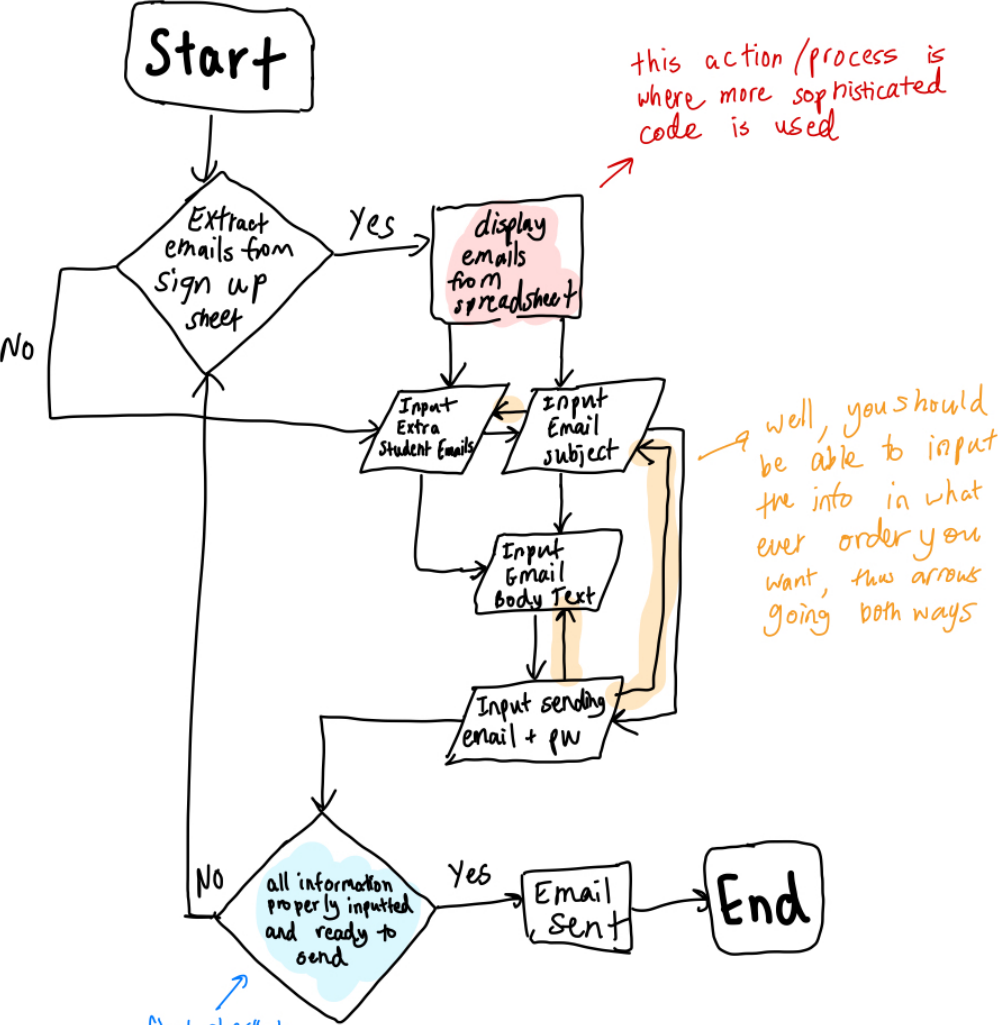 Start
this action/process is
where more sophisticated
code is used
Extract
emails from
sign up
sheet
Yes
display
emails
from
spreadsheet
No
Input
Extra
Student Emails
Input
Email
subject
well, you should
be able to input
the info in what
ever order you
want, thus arrows
going both ways
Input
Email
Body Text
Input sending
email + pw
No
all information
properly inputted
and ready to
send
Yes
Email
Sent
End